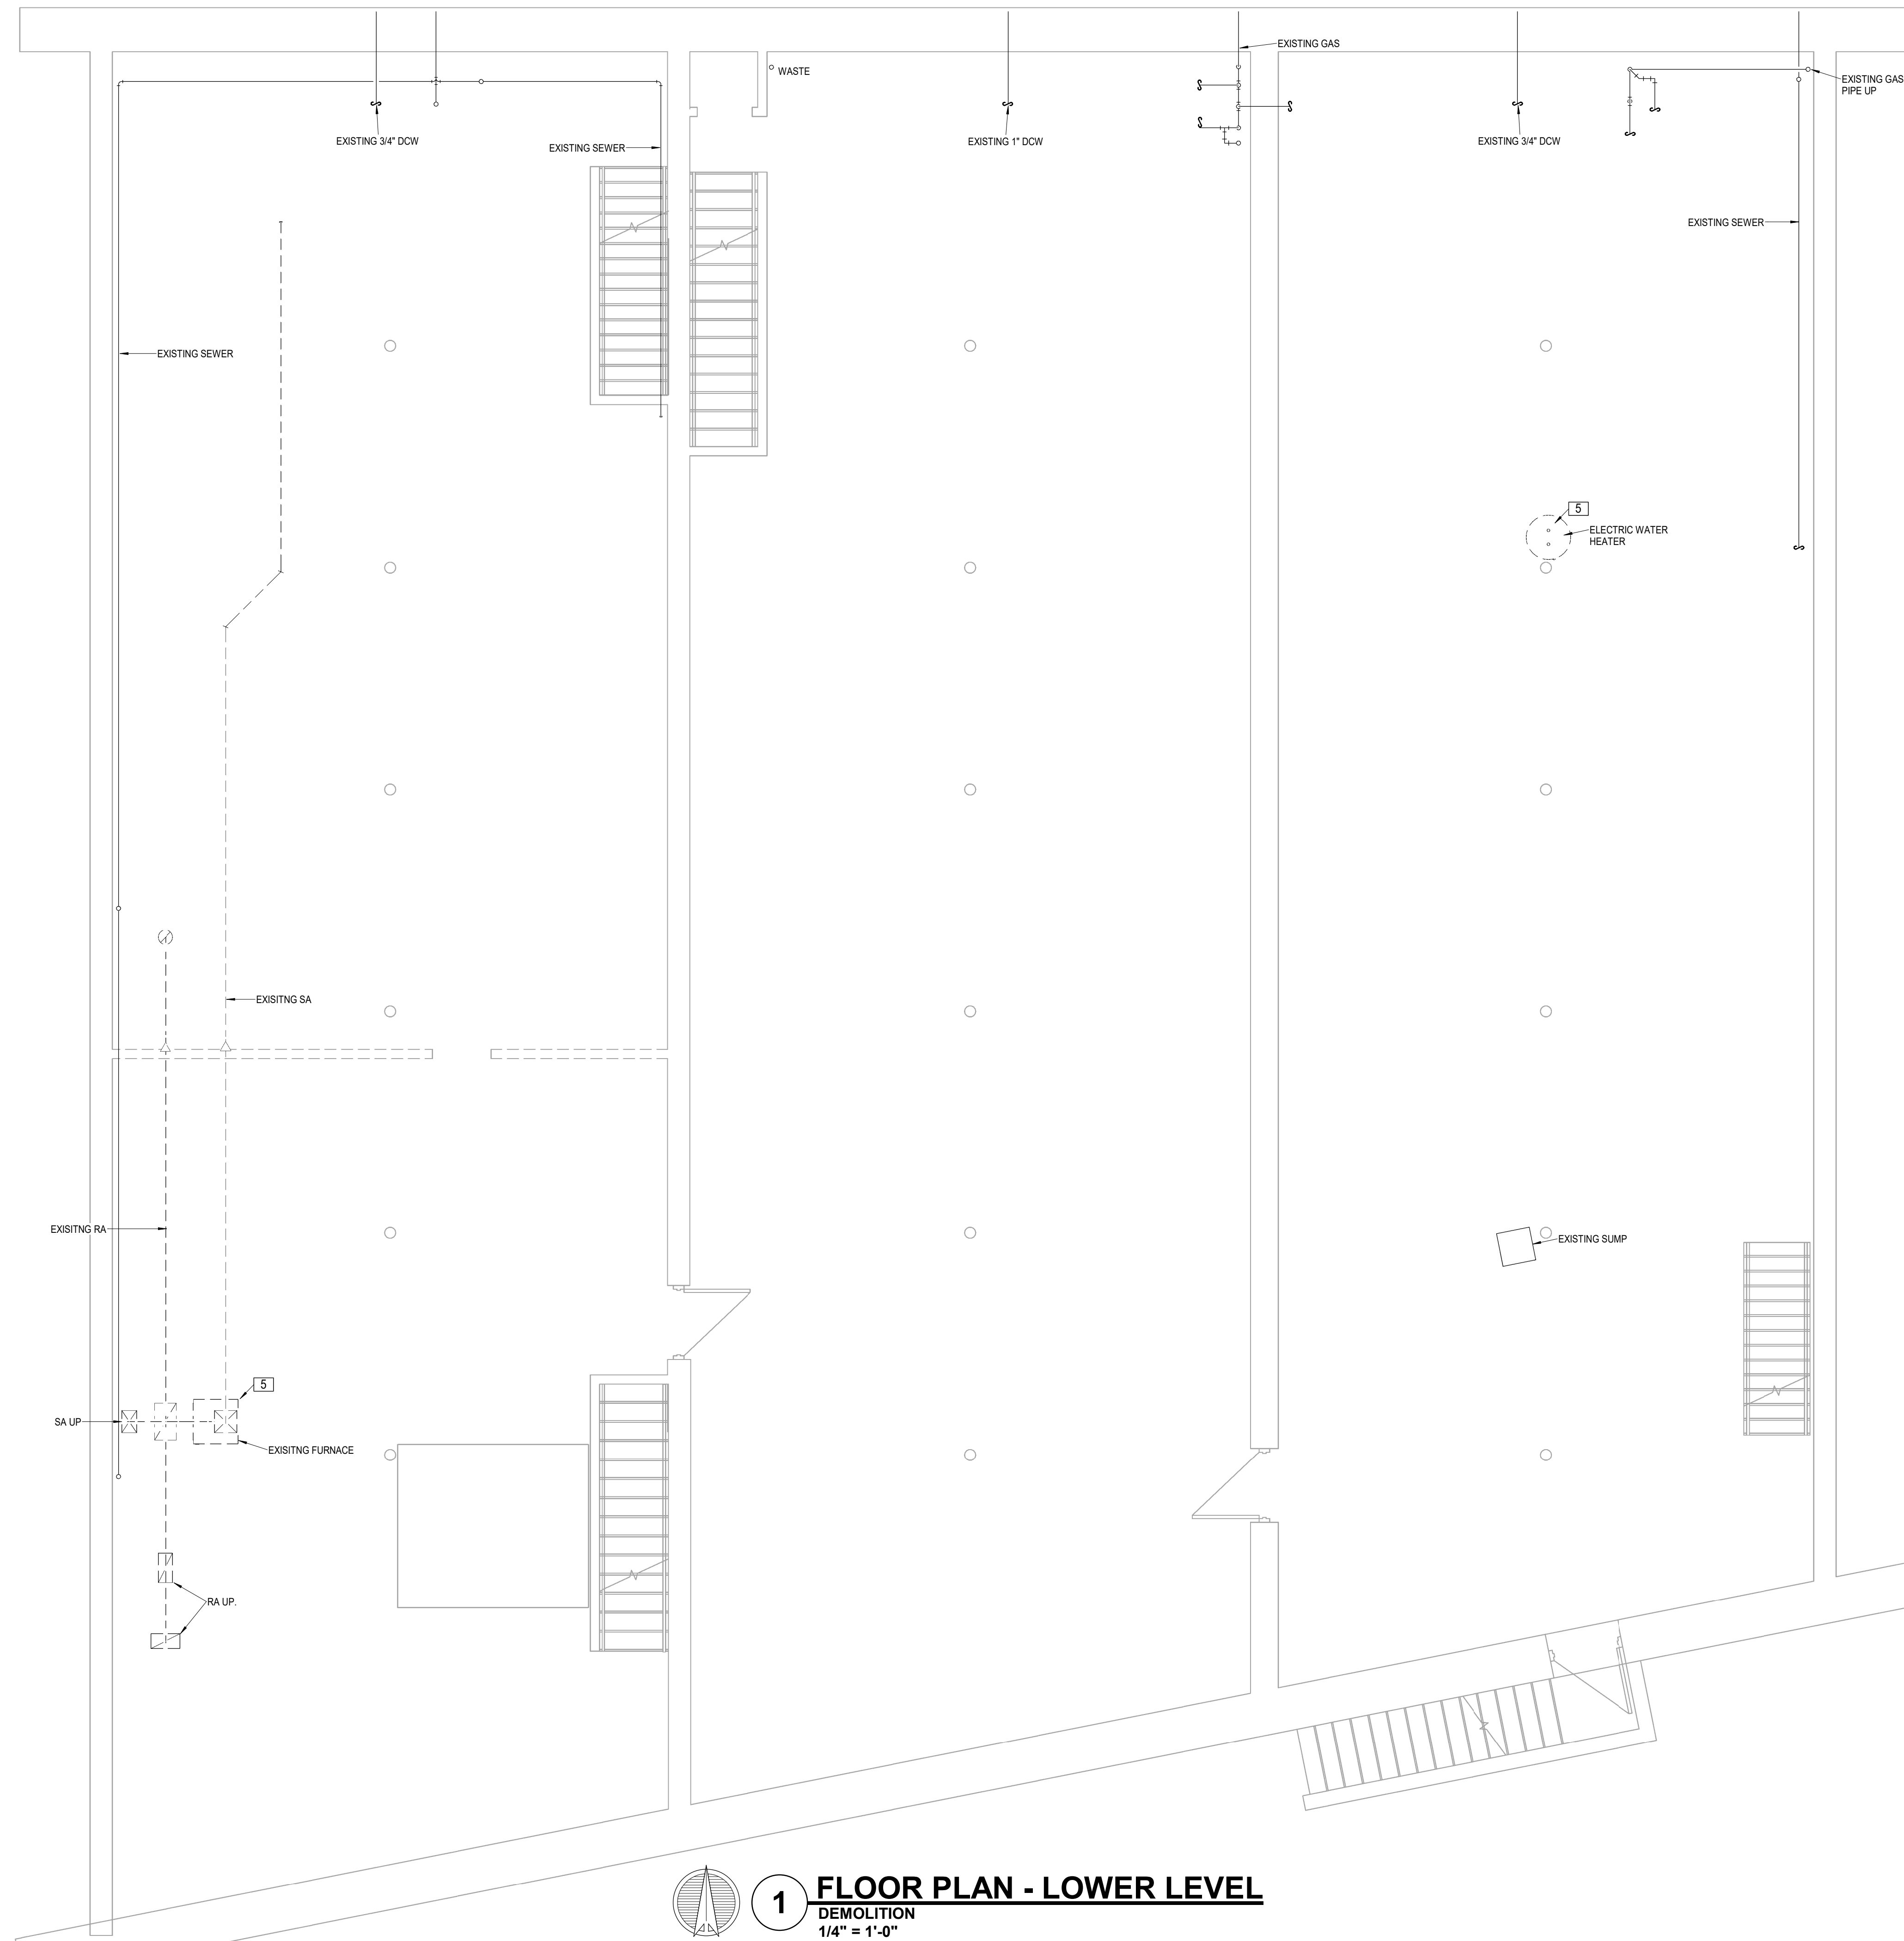 EXISTING GAS
WASTE
EXISTING GAS
PIPE UP
EXISTING 3/4" DCW
EXISTING SEWER
EXISTING 1" DCW
EXISTING 3/4" DCW
EXISTING SEWER
EXISTING SEWER
5
ELECTRIC WATER
HEATER
EXISITNG SA
EXISITNG RA
EXISTING SUMP
5
SA UP
EXISITNG FURNACE
RA UP.
1
FLOOR PLAN - LOWER LEVEL
DEMOLITION
1/4" = 1'-0"